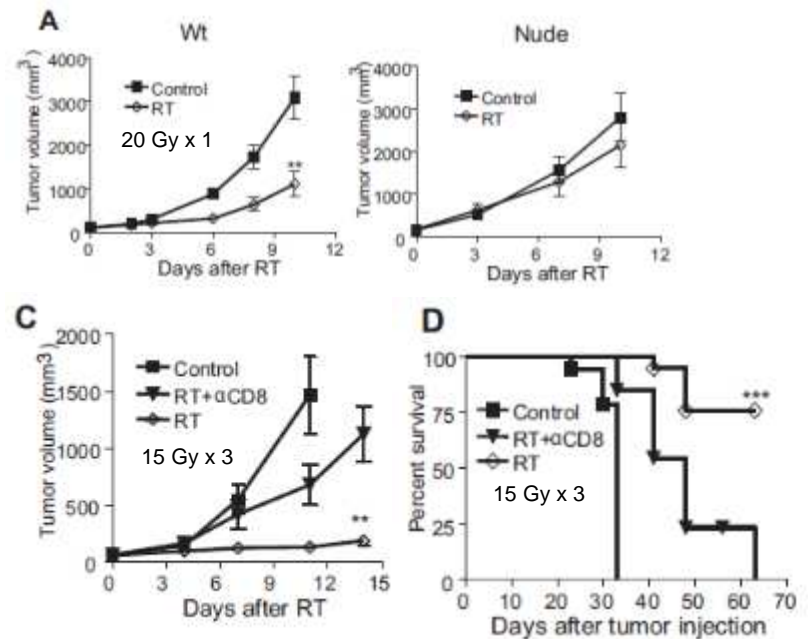 A
Wt
Tumor volume (mm3)
4000
3000
2000
1000
0
Control
RT
20 Gy x 1
**
0 3 6 9 12
Days after RT
Nude
Tumor volume (mm3)
4000
3000
2000
1000
0
Control
RT
0 3 6 9 12
Days after RT
C
Tumor volume (mm3)
2000
1500
1000
500
0
Control
RT+αCD8
RT
15 Gy x 3
**
0 3 6 9 11 14 15
Days after RT
D
Percent survival
100
75
50
25
0
Control
RT+αCD8
RT
15 Gy x 3
***
0 10 20 30 40 50 60 70
Days after tumor injection